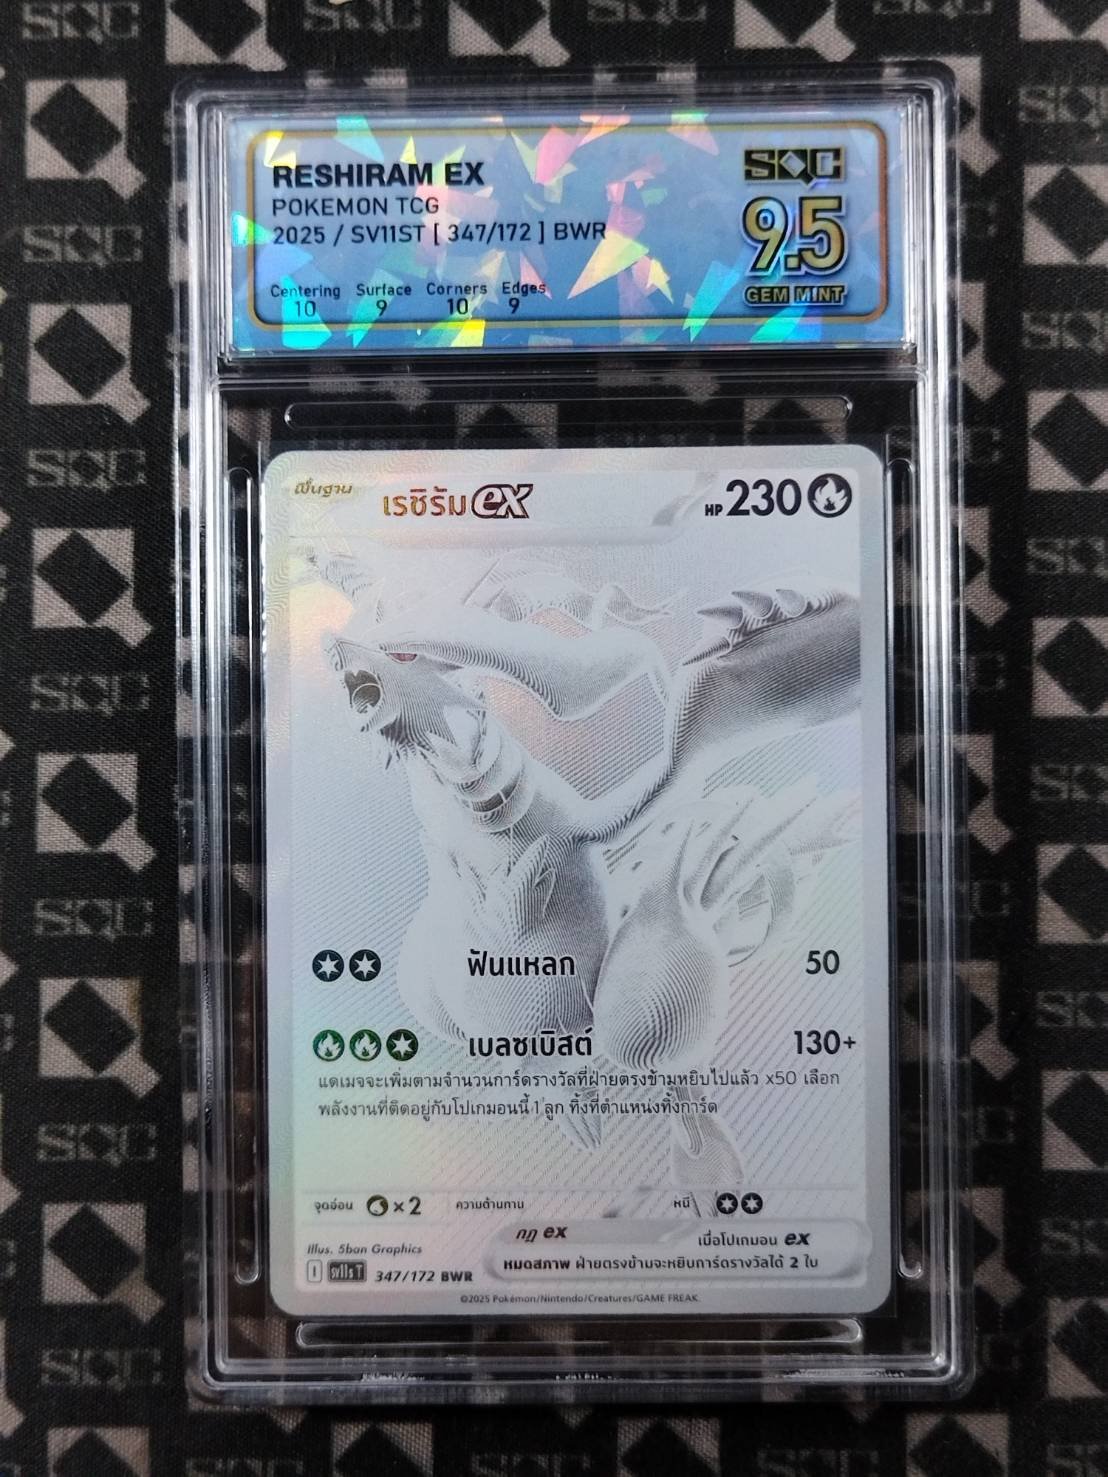 RESHIRAM EX
POKEMON TCG
2025 / SV11ST [ 347/172 ] BWR
Centering Surface Corners Edges
10 9 10 9
SQC
9.5
GEM MINT
พื้นฐาน
เรชิรัม ex
HP 230
ฟันแหลก 50
เบลซเบิสต์ 130+
แดเมจจะเพิ่มตามจำนวนการ์ดรางวัลที่ฝ่ายตรงข้ามหยิบไปแล้ว x50 เลือก
พลังงานที่ติดอยู่กับโปเกมอนนี้ 1 ลูก ทิ้งที่ตำแหน่งทิ้งการ์ด
จุดอ่อน ×2 ความต้านทาน หนี
กฎ ex เมื่อโปเกมอน ex
หมดสภาพ ฝ่ายตรงข้ามจะหยิบการ์ดรางวัลได้ 2 ใบ
Illus. 5ban Graphics
I sv11s T 347/172 BWR
©2025 Pokémon/Nintendo/Creatures/GAME FREAK.